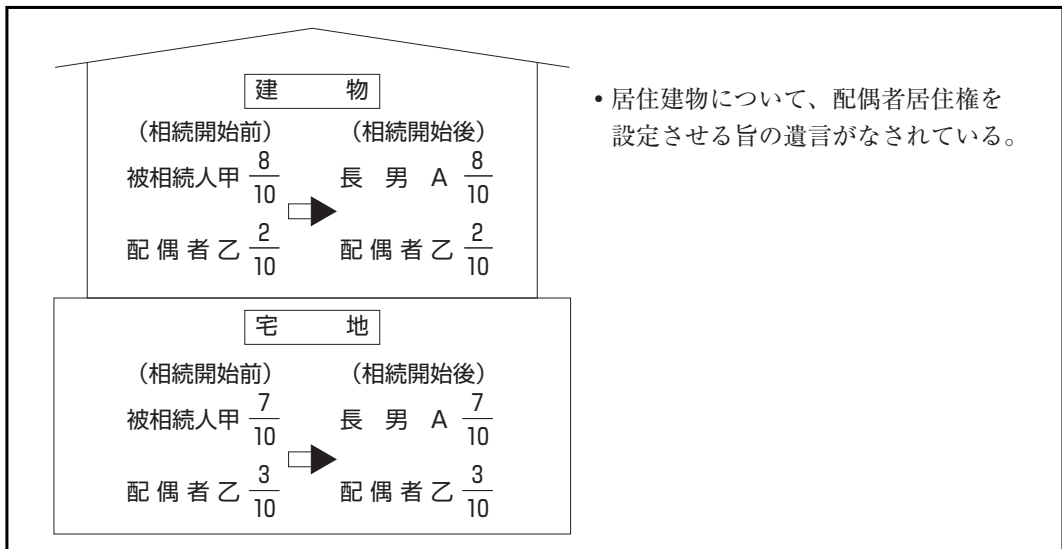 建 物
(相続開始前) (相続開始後)
被相続人甲 8/10 長 男 A 8/10
配偶者乙 2/10 配偶者乙 2/10
宅 地
(相続開始前) (相続開始後)
被相続人甲 7/10 長 男 A 7/10
配偶者乙 3/10 配偶者乙 3/10
• 居住建物について、配偶者居住権を
設定させる旨の遺言がなされている。